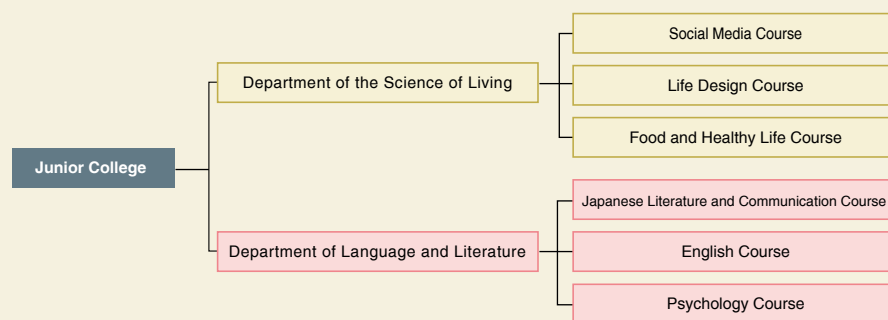 Junior College
Department of the Science of Living
Social Media Course
Life Design Course
Food and Healthy Life Course
Department of Language and Literature
Japanese Literature and Communication Course
English Course
Psychology Course